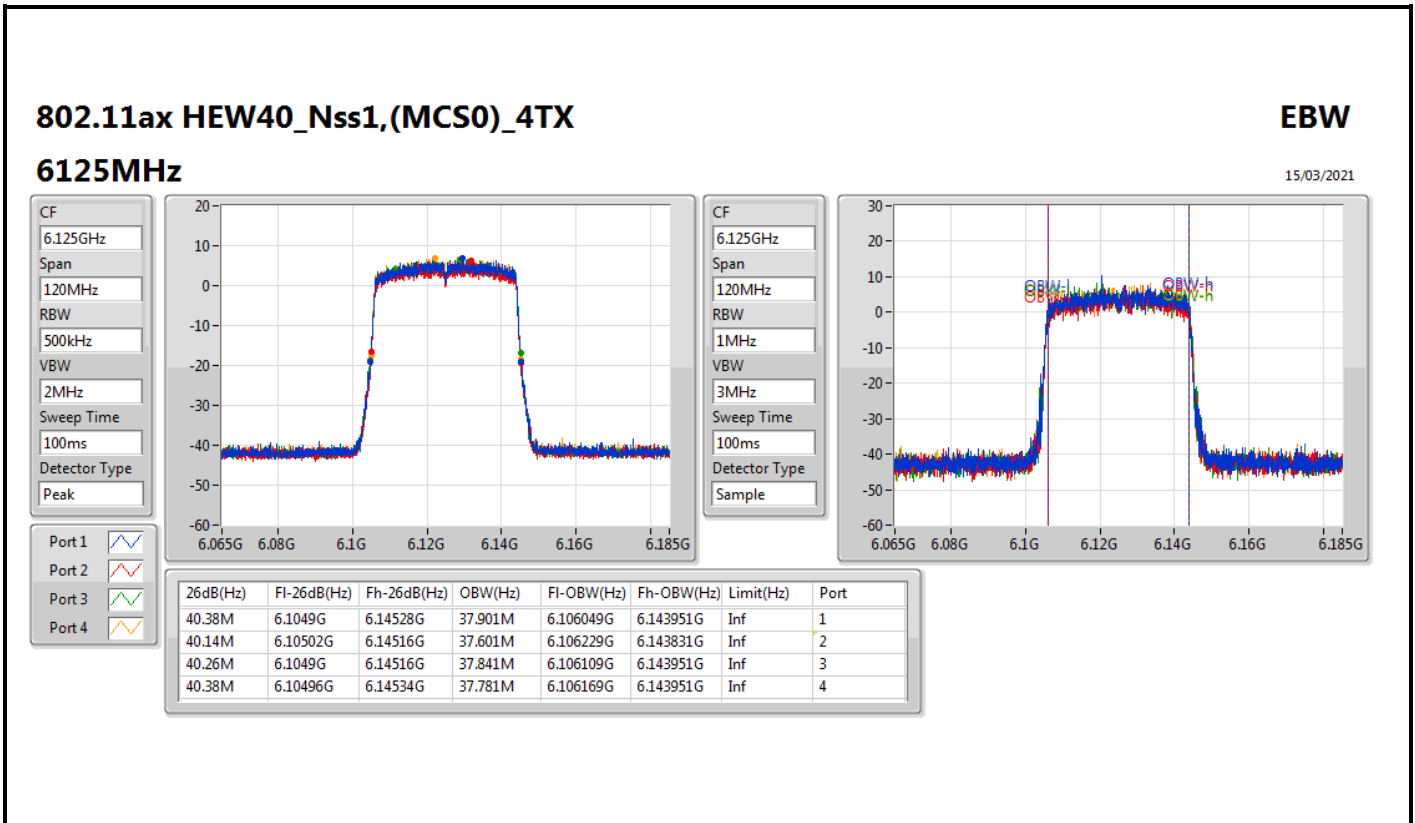 802.11ax HEW40_Nss1,(MCS0)_4TX
EBW
6125MHz
15/03/2021
CF
6.125GHz
Span
120MHz
RBW
500kHz
VBW
2MHz
Sweep Time
100ms
Detector Type
Peak
Port 1
Port 2
Port 3
Port 4
20
10
0
-10
-20
-30
-40
-50
-60
6.065G 6.08G 6.1G 6.12G 6.14G 6.16G 6.185G
CF
6.125GHz
Span
120MHz
RBW
1MHz
VBW
3MHz
Sweep Time
100ms
Detector Type
Sample
30
20
10
0
-10
-20
-30
-40
-50
-60
OBW-l
OBW-h
OBW-h
6.065G 6.08G 6.1G 6.12G 6.14G 6.16G 6.185G
26dB(Hz) Fl-26dB(Hz) Fh-26dB(Hz) OBW(Hz) Fl-OBW(Hz) Fh-OBW(Hz) Limit(Hz) Port
40.38M 6.1049G 6.14528G 37.901M 6.106049G 6.143951G Inf 1
40.14M 6.10502G 6.14516G 37.601M 6.106229G 6.143831G Inf 2
40.26M 6.1049G 6.14516G 37.841M 6.106109G 6.143951G Inf 3
40.38M 6.10496G 6.14534G 37.781M 6.106169G 6.143951G Inf 4